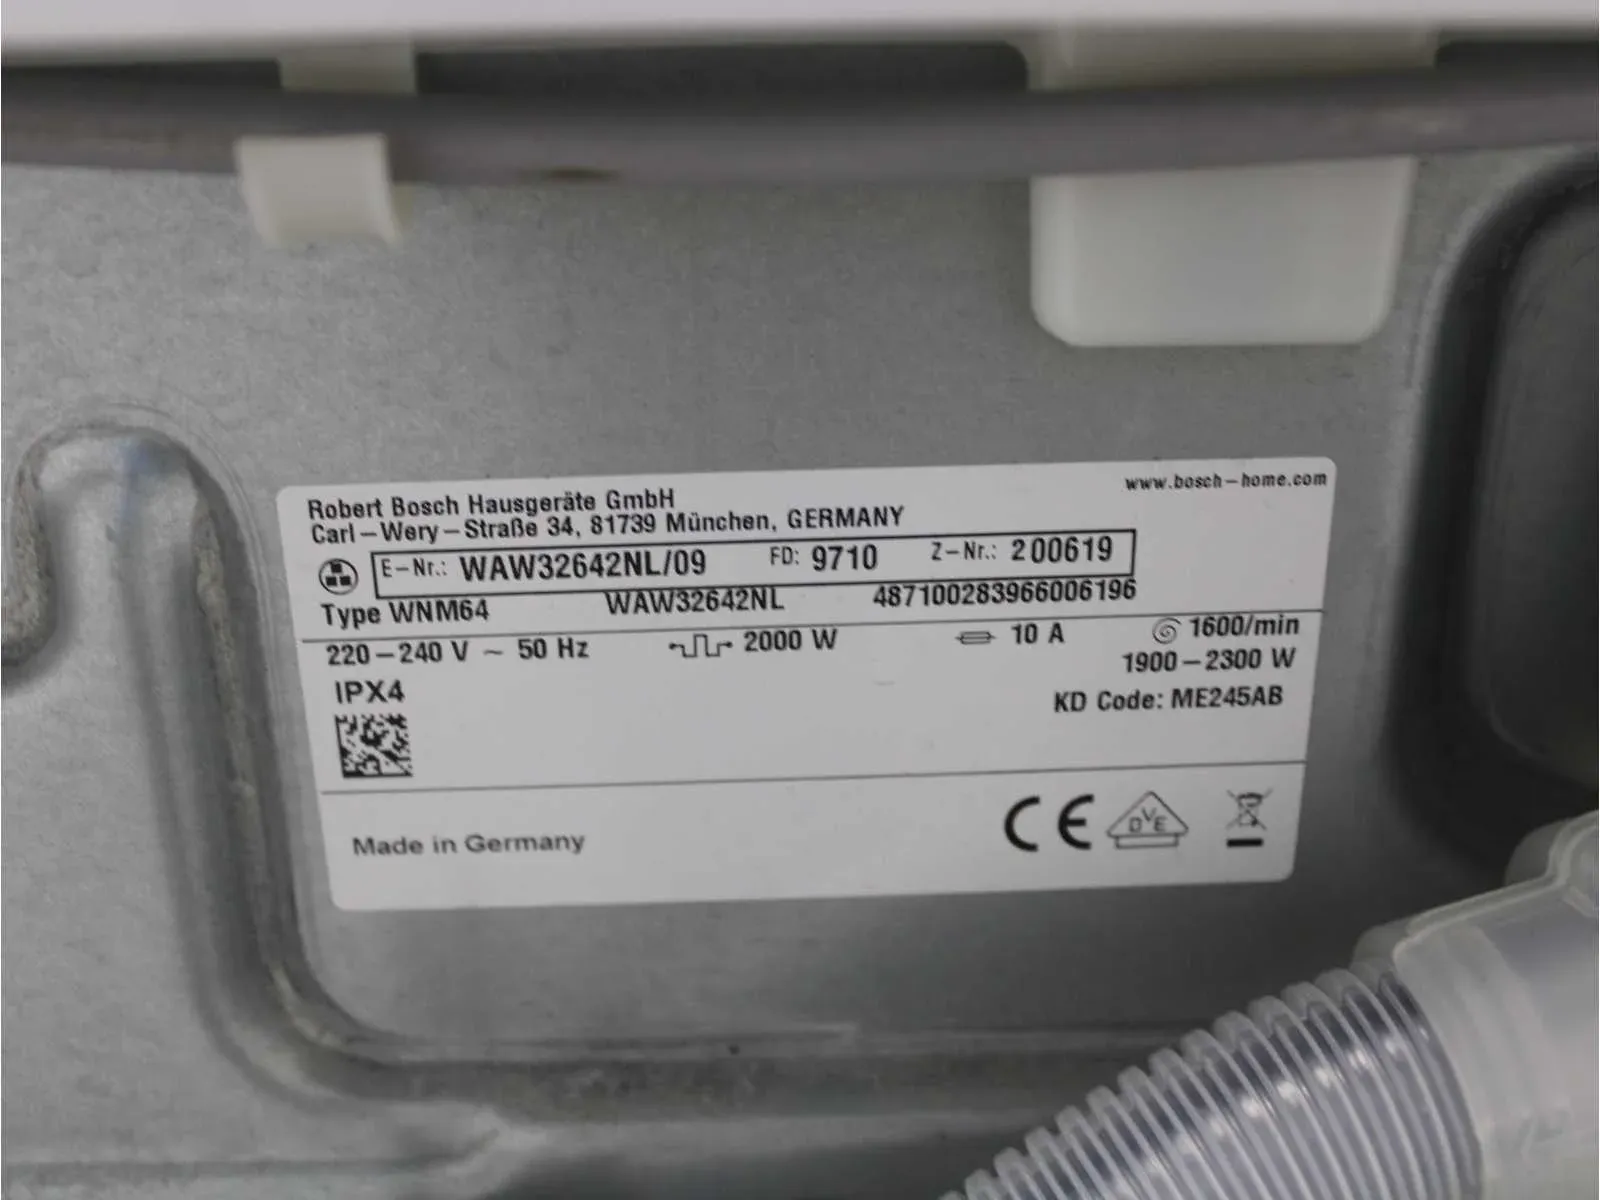 www.bosch-home.com
Robert Bosch Hausgeräte GmbH
Carl-Wery-Straße 34, 81739 München, GERMANY
E-Nr.: WAW32642NL/09 FD: 9710 Z-Nr.: 200619
Type WNM64 WAW32642NL 487100283966006196
220-240 V ~ 50 Hz 2000 W 10 A 1600/min
1900-2300 W
IPX4 KD Code: ME245AB
Made in Germany CE DVE